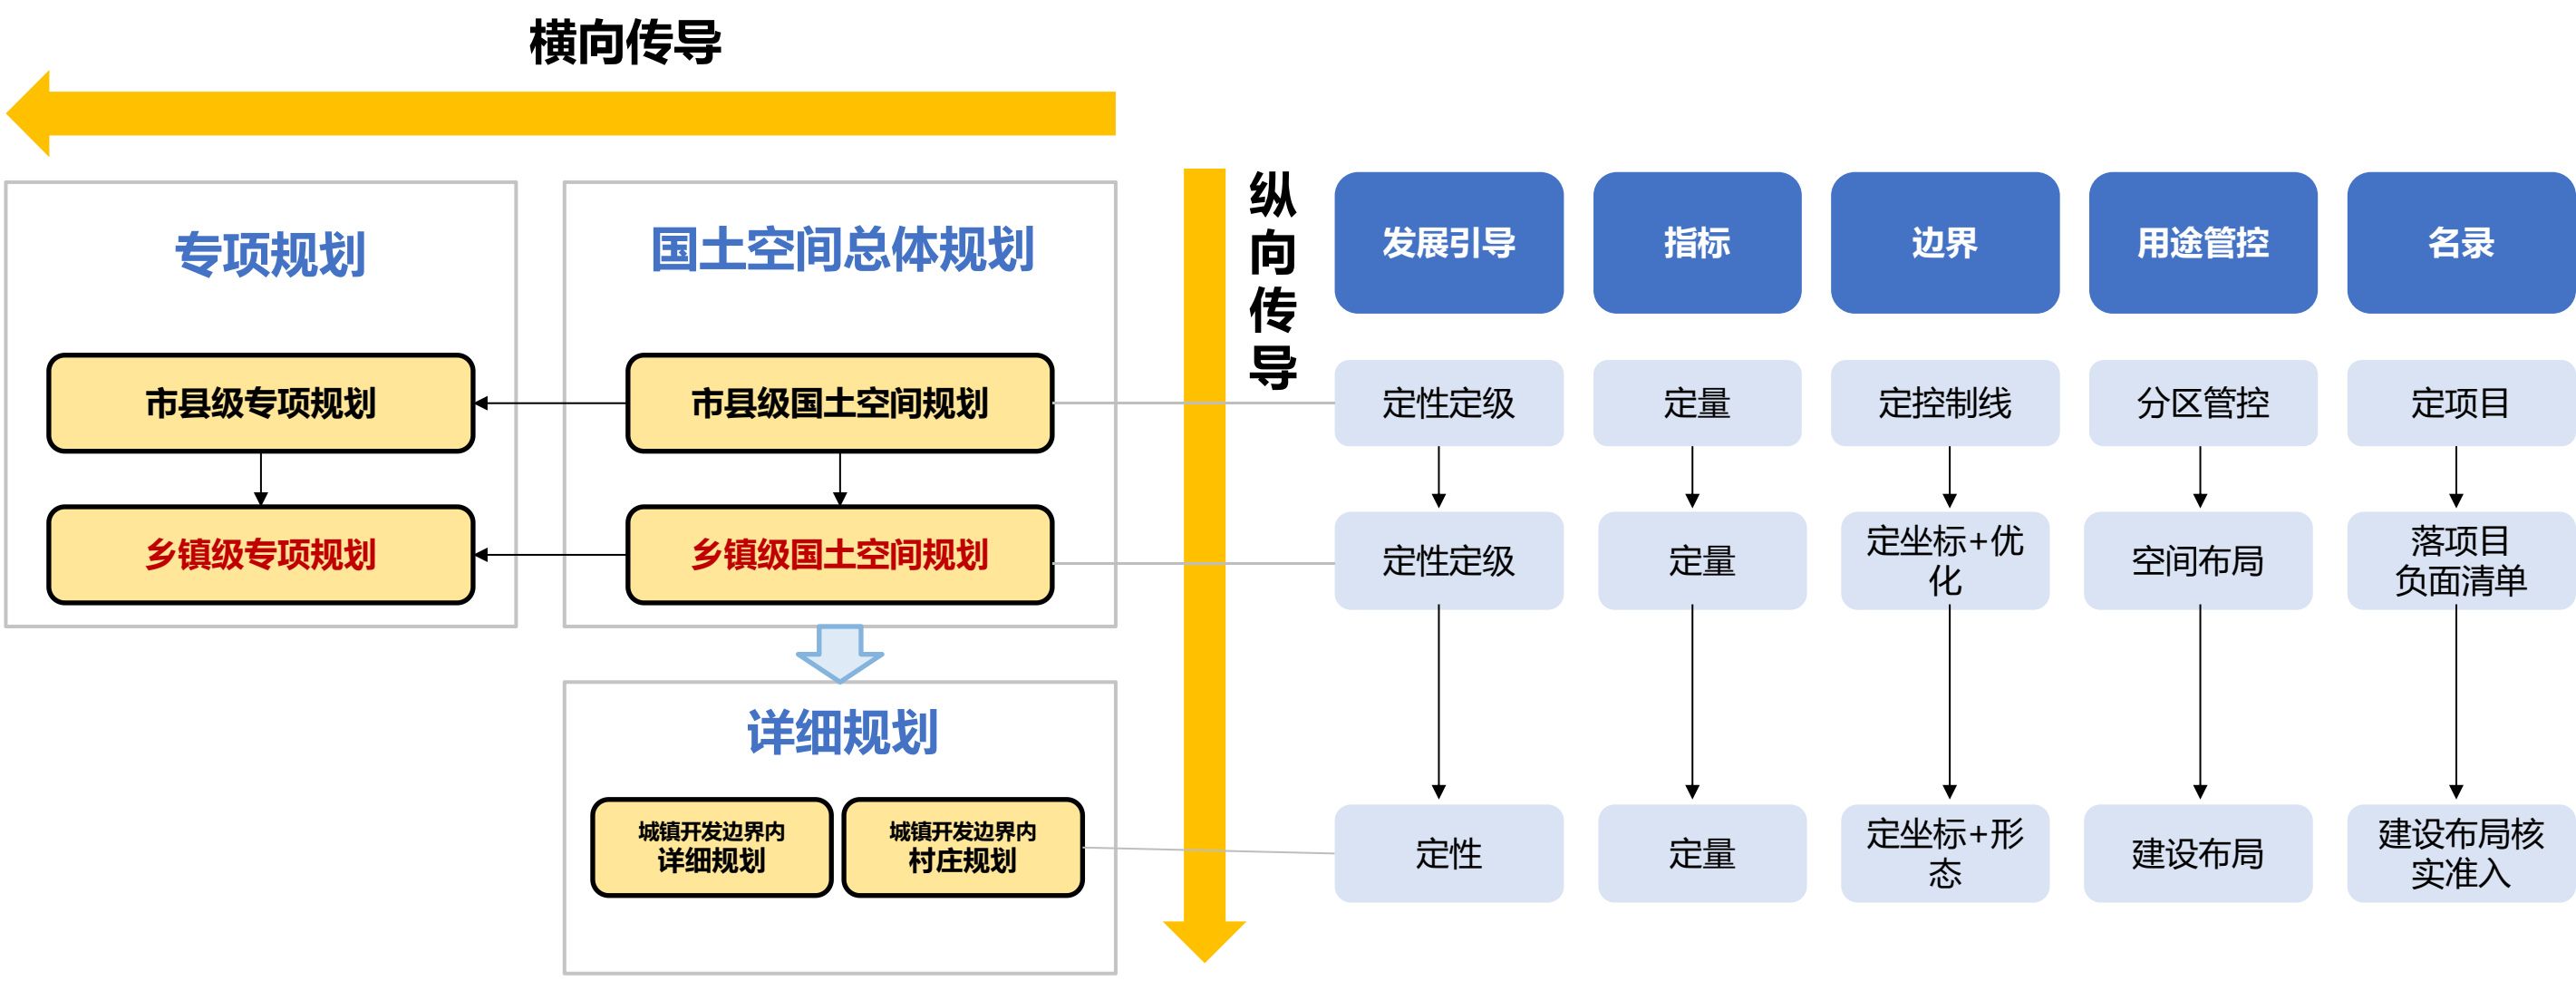 横向传导
专项规划
国土空间总体规划
市县级专项规划
市县级国土空间规划
乡镇级专项规划
乡镇级国土空间规划
详细规划
城镇开发边界内
详细规划
城镇开发边界内
村庄规划
纵
向
传
导
发展引导
指标
边界
用途管控
名录
定性定级
定量
定控制线
分区管控
定项目
定性定级
定量
定坐标+优
化
空间布局
落项目
负面清单
定性
定量
定坐标+形
态
建设布局
建设布局核
实准入